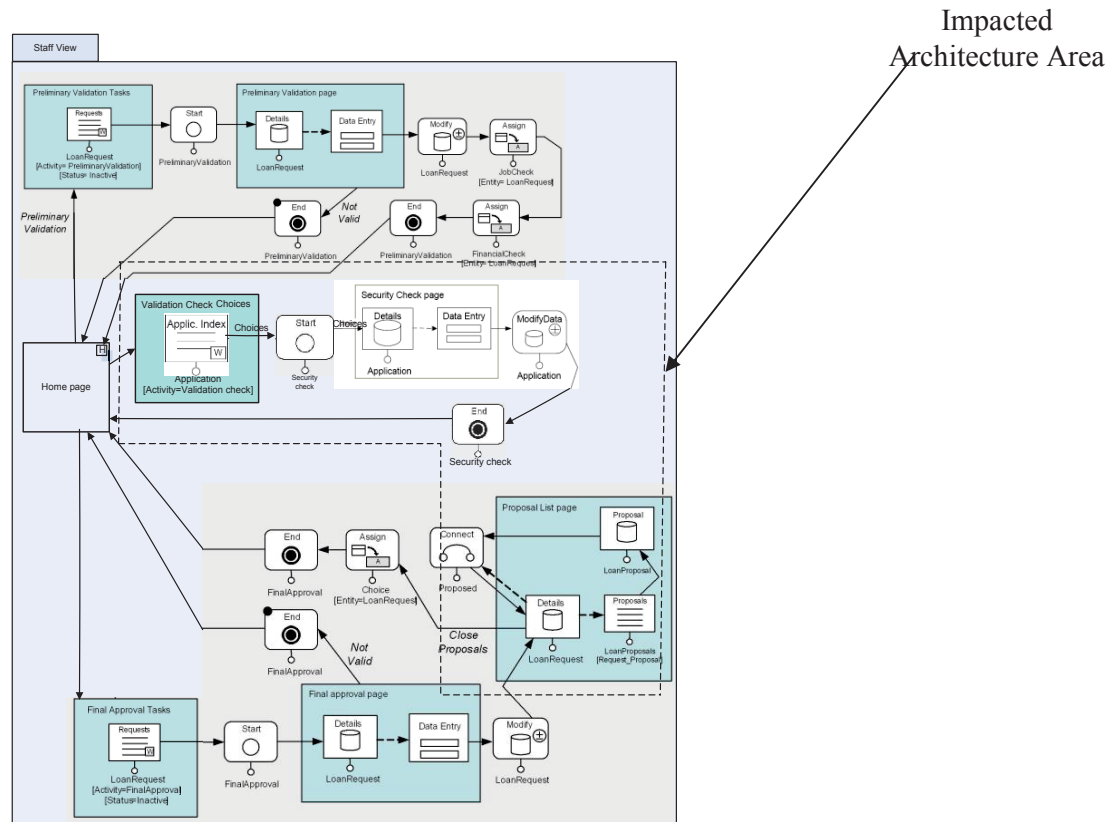 Impacted
Architecture Area
Staff View
Preliminary Validation Tasks
Requests
W
LoanRequest
[Activity= PreliminaryValidation]
[Status= Inactive]
Start
PreliminaryValidation
Preliminary Validation page
Details
LoanRequest
Data Entry
Modify
LoanRequest
Assign
A
JobCheck
[Entity= LoanRequest]
Preliminary
Validation
End
PreliminaryValidation
Not
Valid
End
PreliminaryValidation
Assign
A
FinancialCheck
[Entity= LoanRequest]
Validation Check Choices
Applic. Index
W
Application
[Activity=Validation check]
Choices
Start
Security
check
Choices
Security Check page
Details
Application
Data Entry
ModifyData
Application
H
Home page
End
Security check
End
FinalApproval
Assign
A
Choice
[Entity=LoanRequest]
Connect
Proposed
Proposal List page
Proposal
LoanProposal
Details
LoanRequest
Proposals
LoanProposals
[Request_Proposal]
Close
Proposals
End
FinalApproval
Not
Valid
Final Approval Tasks
Requests
W
LoanRequest
[Activity=FinalApproval]
[Status=Inactive]
Start
FinalApproval
Final approval page
Details
LoanRequest
Data Entry
Modify
LoanRequest